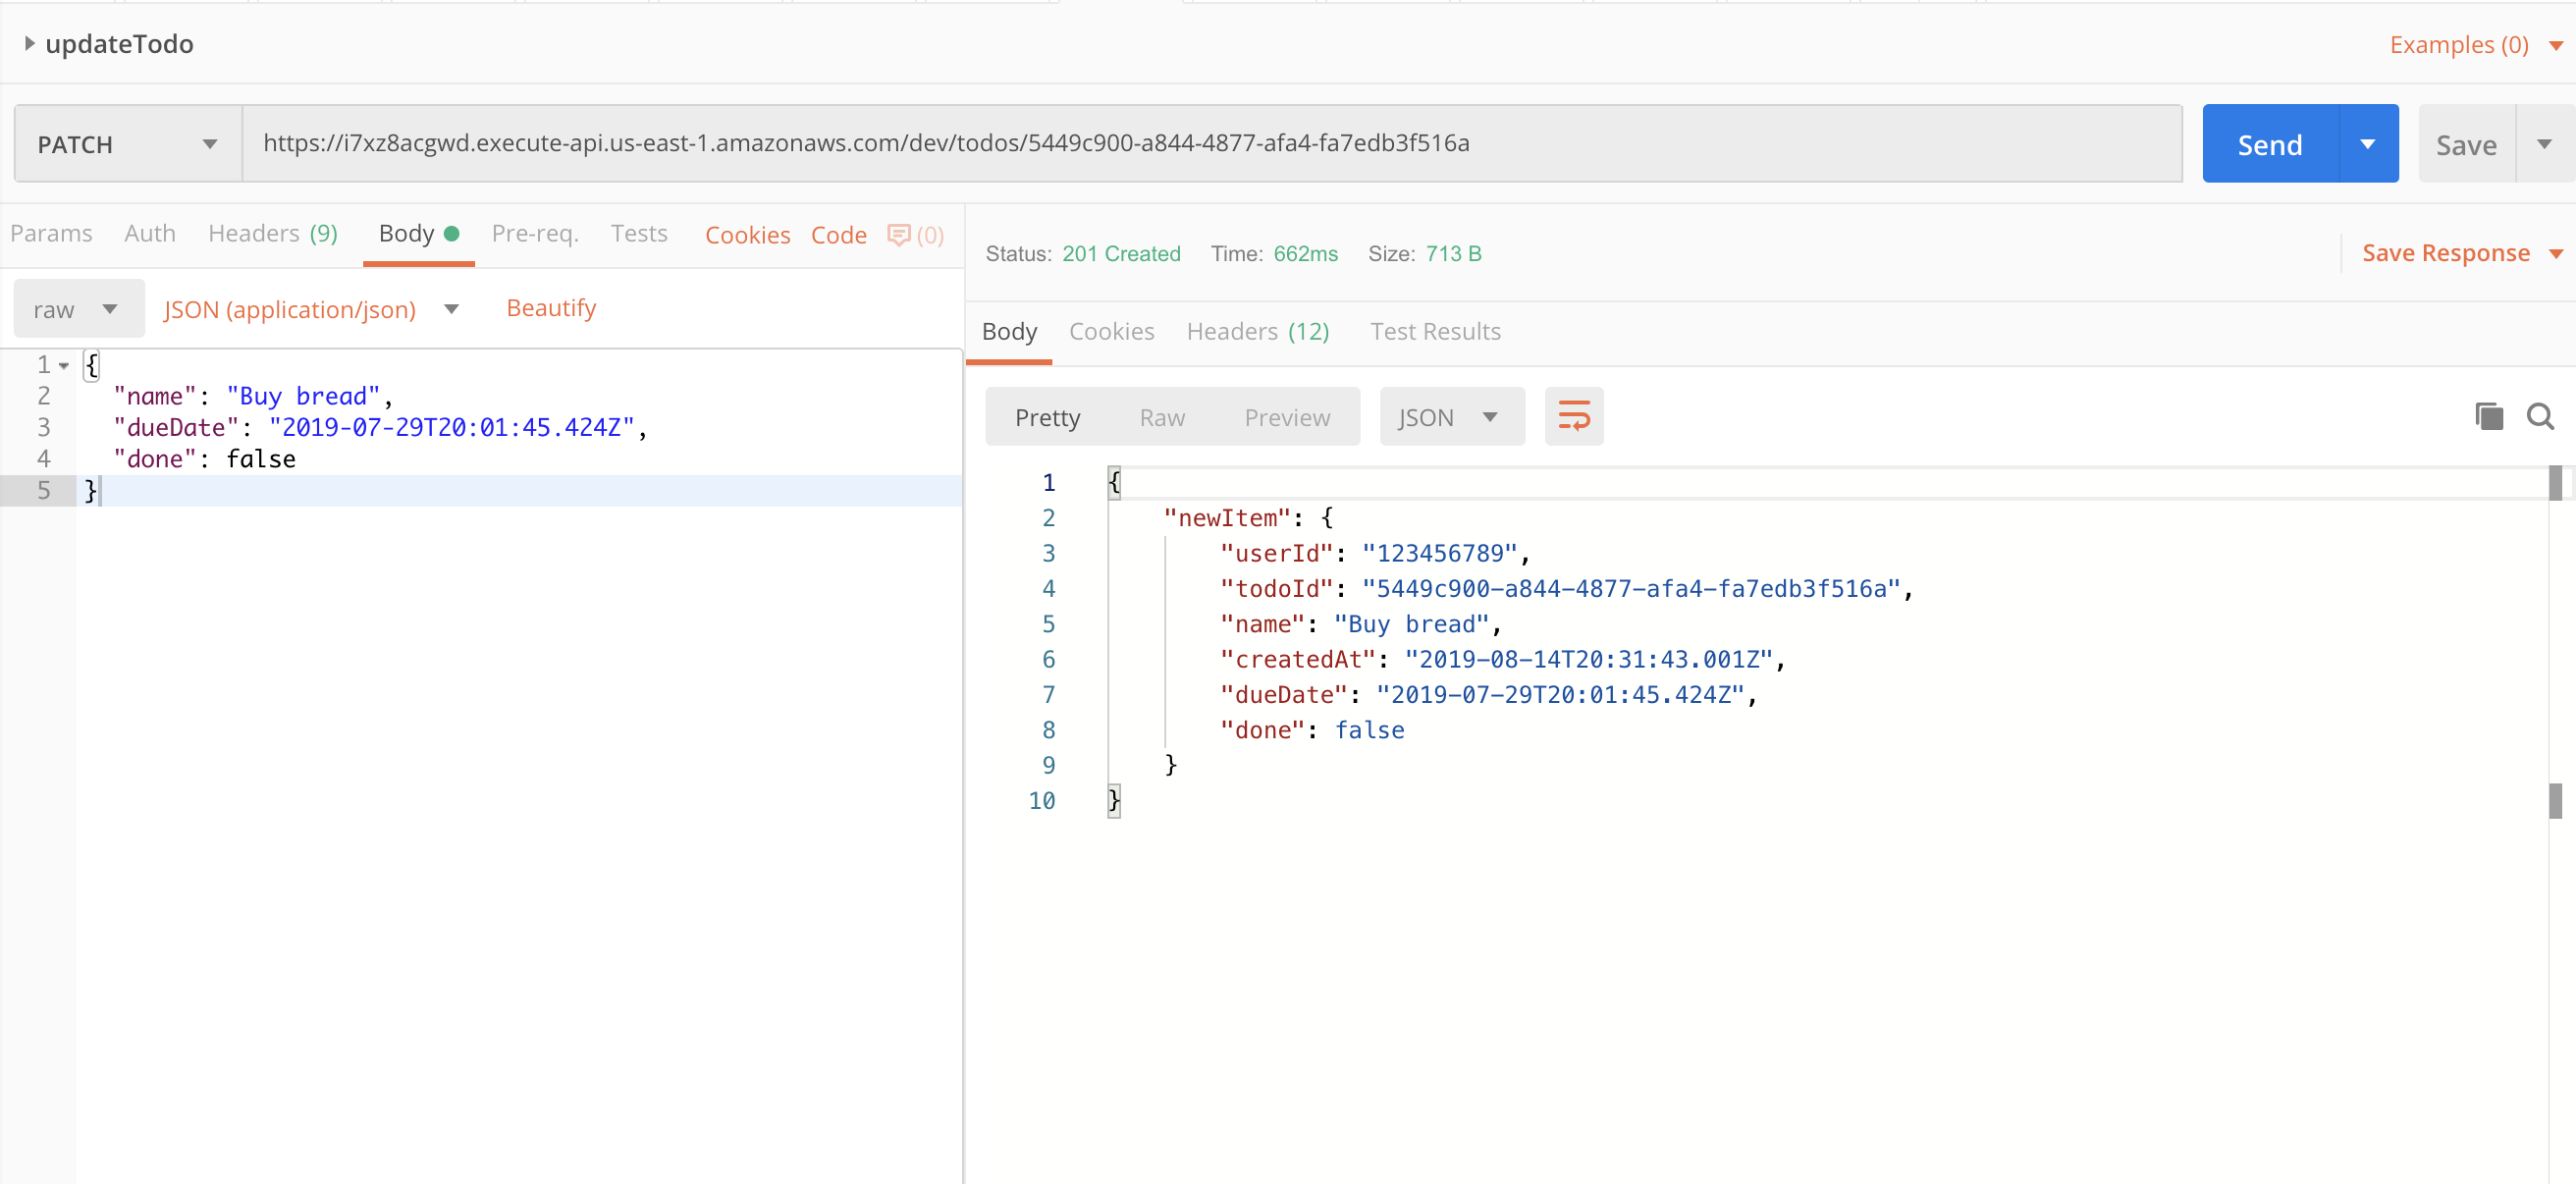 updateTodo
Examples (0)
PATCH
https://i7xz8acgwd.execute-api.us-east-1.amazonaws.com/dev/todos/5449c900-a844-4877-afa4-fa7edb3f516a
Send
Save
Params Auth Headers (9) Body Pre-req. Tests Cookies Code (0)
raw JSON (application/json) Beautify
1 {
2 "name": "Buy bread",
3 "dueDate": "2019-07-29T20:01:45.424Z",
4 "done": false
5 }
Status: 201 Created Time: 662ms Size: 713 B Save Response
Body Cookies Headers (12) Test Results
Pretty Raw Preview JSON
1 {
2 "newItem": {
3 "userId": "123456789",
4 "todoId": "5449c900-a844-4877-afa4-fa7edb3f516a",
5 "name": "Buy bread",
6 "createdAt": "2019-08-14T20:31:43.001Z",
7 "dueDate": "2019-07-29T20:01:45.424Z",
8 "done": false
9 }
10 }